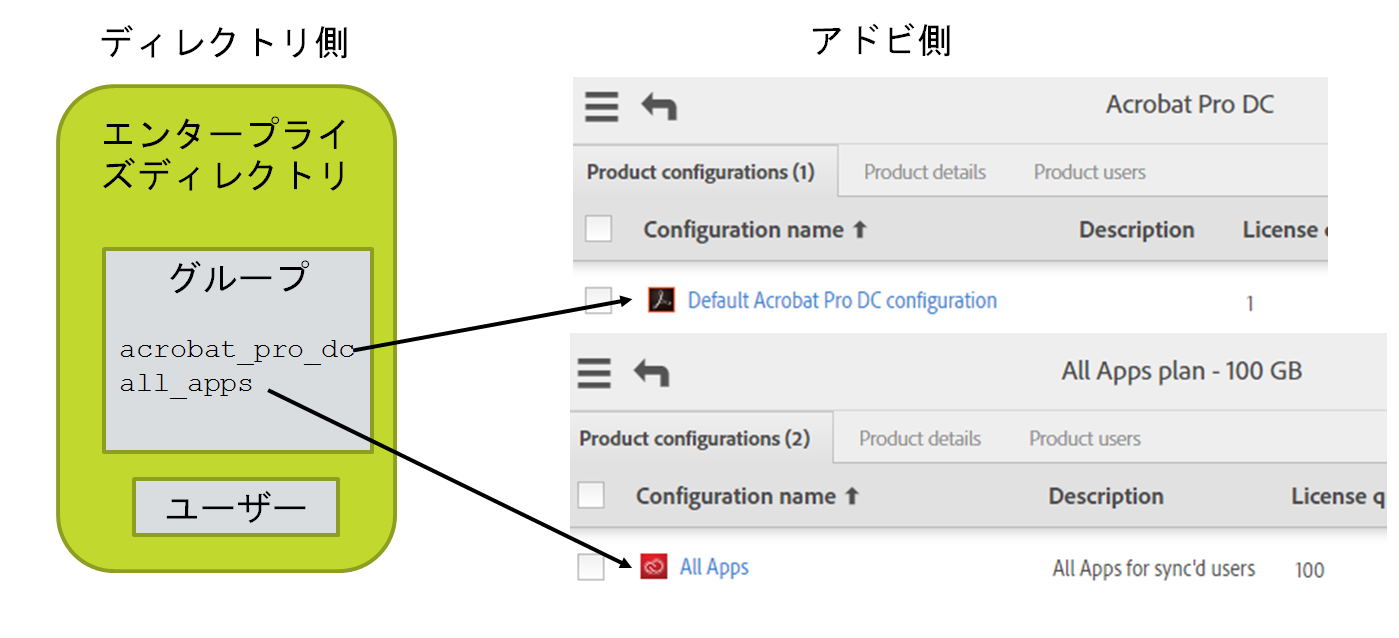 ディレクトリ側
アドビ側
エンタープライ
ズディレクトリ
グループ
acrobat_pro_dc
all_apps
ユーザー
Acrobat Pro DC
Product configurations (1) Product details Product users
Configuration name ⬆ Description License
Default Acrobat Pro DC configuration 1
All Apps plan - 100 GB
Product configurations (2) Product details Product users
Configuration name ⬆ Description License q
All Apps All Apps for sync'd users 100